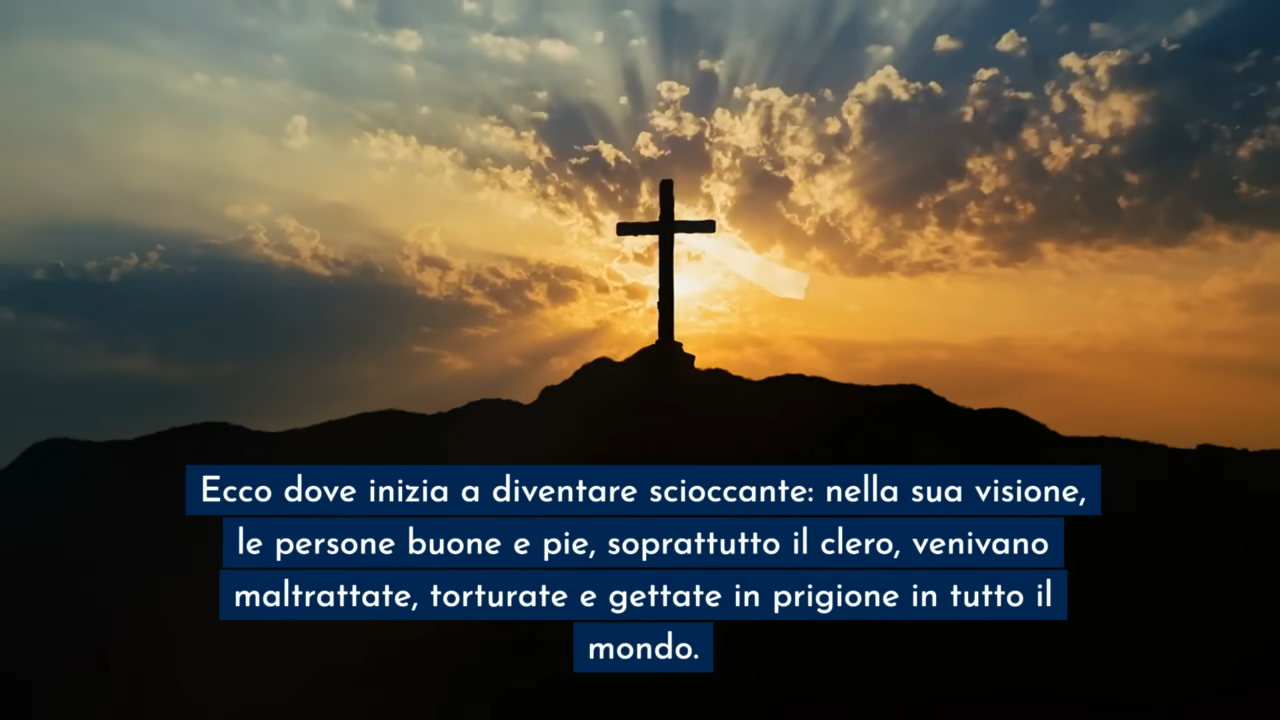 Ecco dove inizia a diventare scioccante: nella sua visione,
le persone buone e pie, soprattutto il clero, venivano
maltrattate, torturate e gettate in prigione in tutto il
mondo.